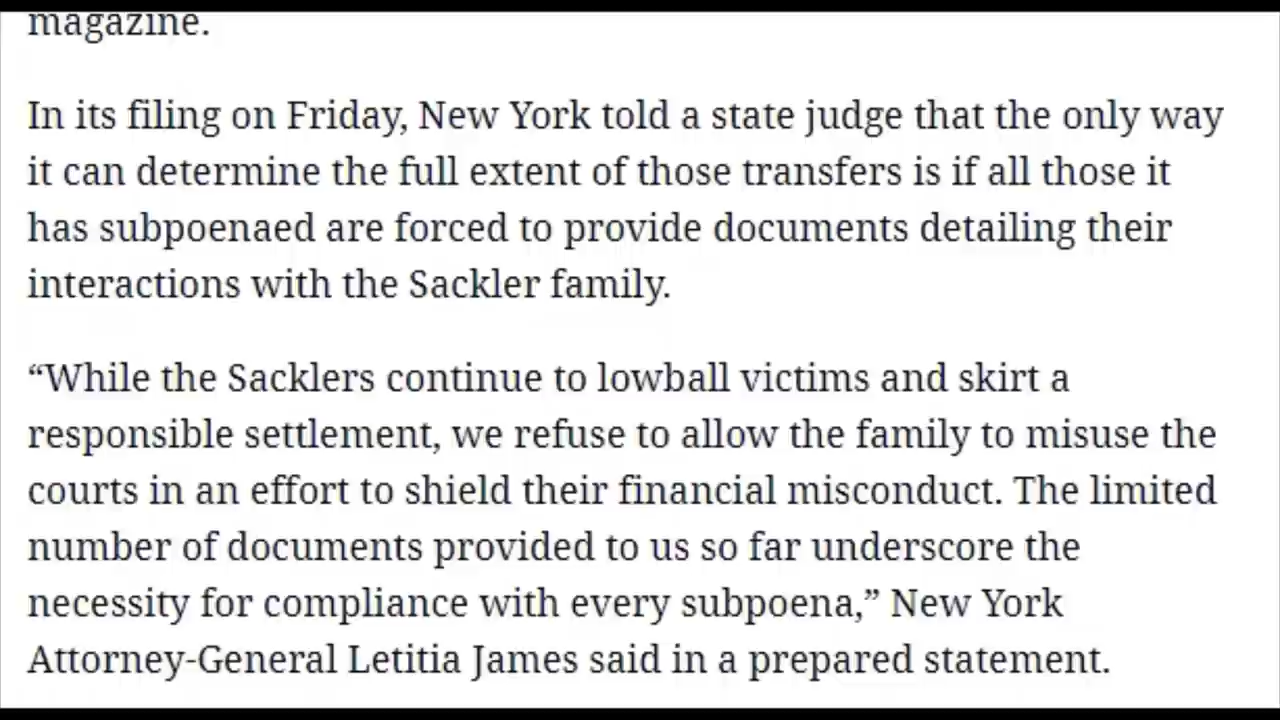 magazine.
In its filing on Friday, New York told a state judge that the only way
it can determine the full extent of those transfers is if all those it
has subpoenaed are forced to provide documents detailing their
interactions with the Sackler family.
“While the Sacklers continue to lowball victims and skirt a
responsible settlement, we refuse to allow the family to misuse the
courts in an effort to shield their financial misconduct. The limited
number of documents provided to us so far underscore the
necessity for compliance with every subpoena,” New York
Attorney-General Letitia James said in a prepared statement.